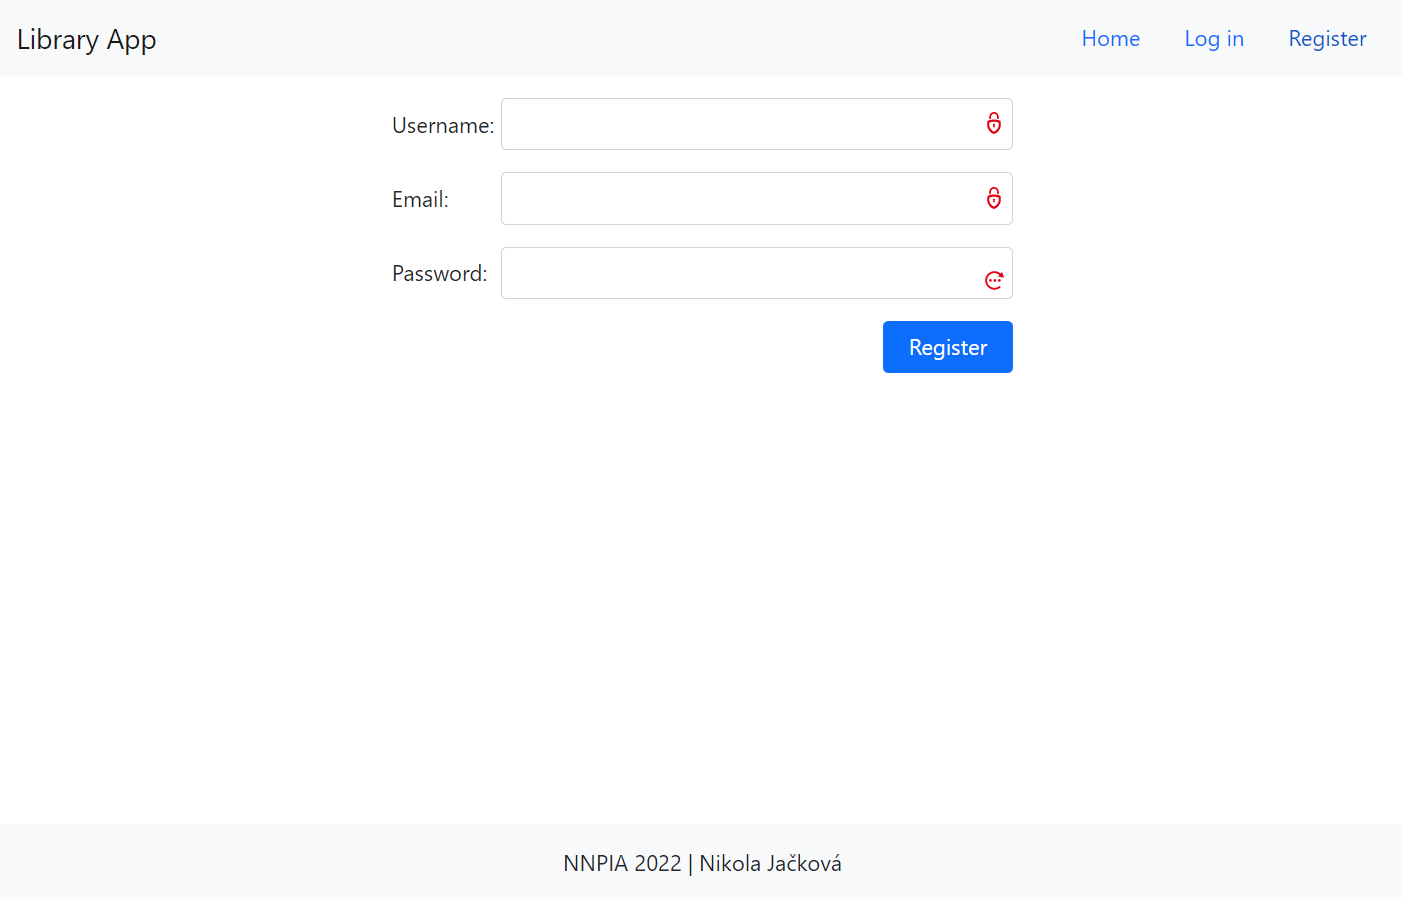 Library App Home Log in Register
Username:
Email:
Password:
Register
NNPIA 2022 | Nikola Jačková